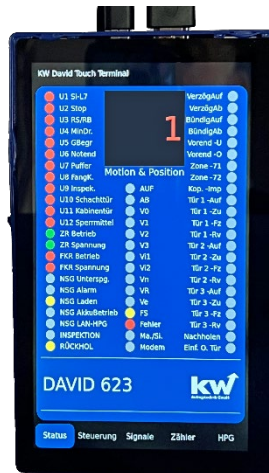 KW David Touch Terminal
U1 Si-L7
U2 Stop
U3 RS/RB
U4 MinDr.
U5 GBegr
U6 Notend
U7 Puffer
U8 FangK.
U9 Inspek.
U10 Schachttür
U11 Kabinentür
U12 Sperrmittel
ZR Betrieb
ZR Spannung
FKR Betrieb
FKR Spannung
NSG Unterspg.
NSG Alarm
NSG Laden
NSG AkkuBetrieb
NSG LAN-HPG
INSPEKTION
RÜCKHOL
1
Motion & Position
AUF
AB
V0
V1
V2
V3
Vi1
Vi2
Vn
VR
Ve
FS
Fehler
Ma./Si.
Modem
VerzögAuf
VerzögAb
BündigAuf
BündigAb
Vorend -U
Vorend -O
Zone -71
Zone -72
Kop. -Imp
Tür 1 -Auf
Tür 1 -Zu
Tür 1 -Fz
Tür 1 -Rv
Tür 2 -Auf
Tür 2 -Zu
Tür 2 -Fz
Tür 2 -Rv
Tür 3 -Auf
Tür 3 -Zu
Tür 3 -Fz
Tür 3 -Rv
Nachholen
Einf. O. Tür
DAVID 623
kw
Status Steuerung Signale Zähler HPG